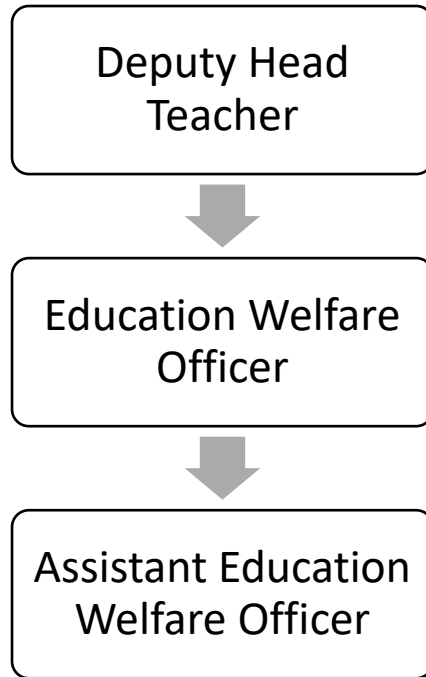 Deputy Head
Teacher
Education Welfare
Officer
Assistant Education
Welfare Officer